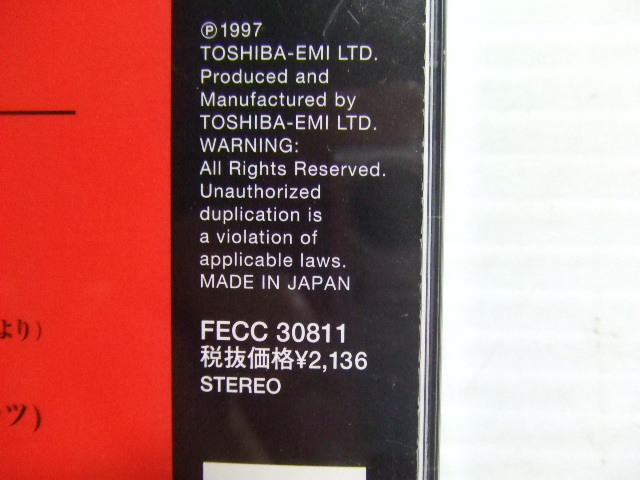 ℗1997
TOSHIBA-EMI LTD.
Produced and
Manufactured by
TOSHIBA-EMI LTD.
WARNING:
All Rights Reserved.
Unauthorized
duplication is
a violation of
applicable laws.
MADE IN JAPAN
FECC 30811
税抜価格¥2,136
STEREO
より)
ツ)